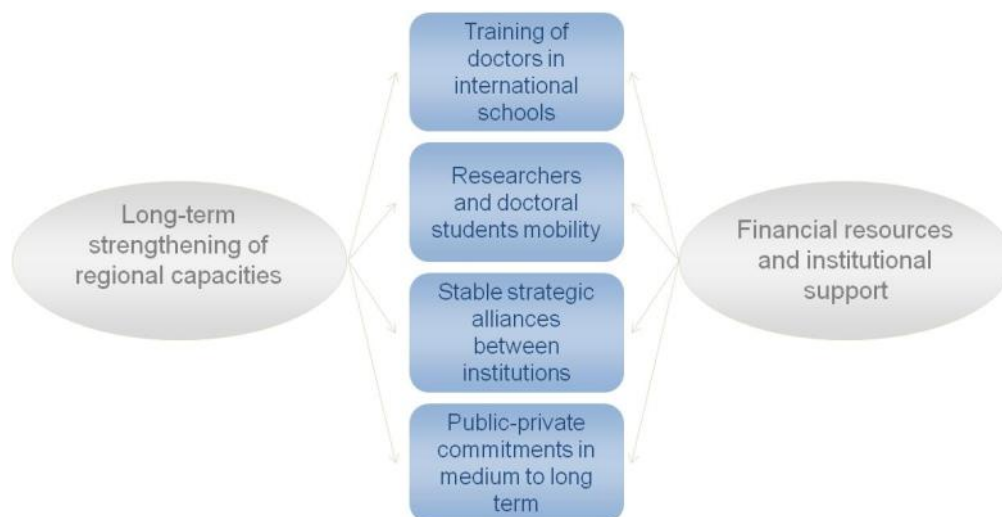 Long-term
strengthening of
regional capacities
Training of
doctors in
international
schools
Researchers
and doctoral
students mobility
Stable strategic
alliances
between
institutions
Public-private
commitments in
medium to long
term
Financial resources
and institutional
support